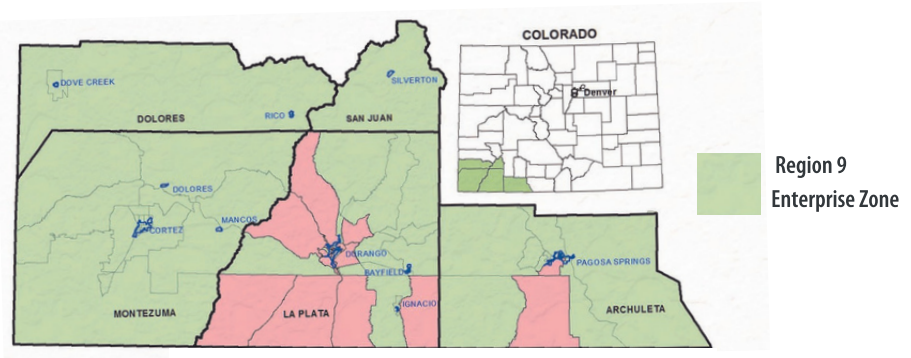 COLORADO
Denver
DOVE CREEK
SILVERTON
RICO
DOLORES
SAN JUAN
DOLORES
MANCOS
CORTEZ
DURANGO
BAYFIELD
PAGOSA SPRINGS
IGNACIO
MONTEZUMA
LA PLATA
ARCHULETA
Region 9
Enterprise Zone